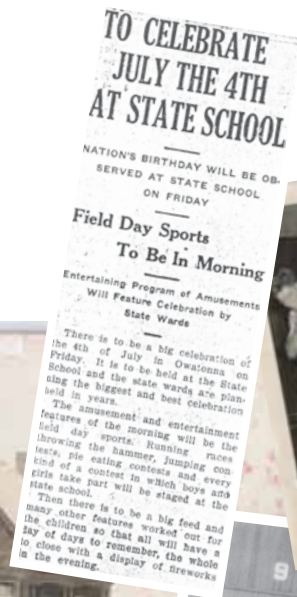 TO CELEBRATE
JULY THE 4TH
AT STATE SCHOOL
NATION'S BIRTHDAY WILL BE OB-
SERVED AT STATE SCHOOL
ON FRIDAY
Field Day Sports
To Be In Morning
Entertaining Program of Amusements
Will Feature Celebration by
State Wards
There is to be a big celebration of
the 4th of July in Owatonna on
Friday. It is to be held at the State
School and the state wards are plan-
ning the biggest and best celebration
held in years.
The amusement and entertainment
features of the morning will be the
field day sports. Running races
throwing the hammer, jumping con-
tests, pie eating contests and every
kind of a contest in which boys and
girls take part will be staged at the
state school.
Then there is to be a big feed and
many other features worked out for
the children so that all will have a
day of days to remember, the whole
to close with a display of fireworks
in the evening.
9